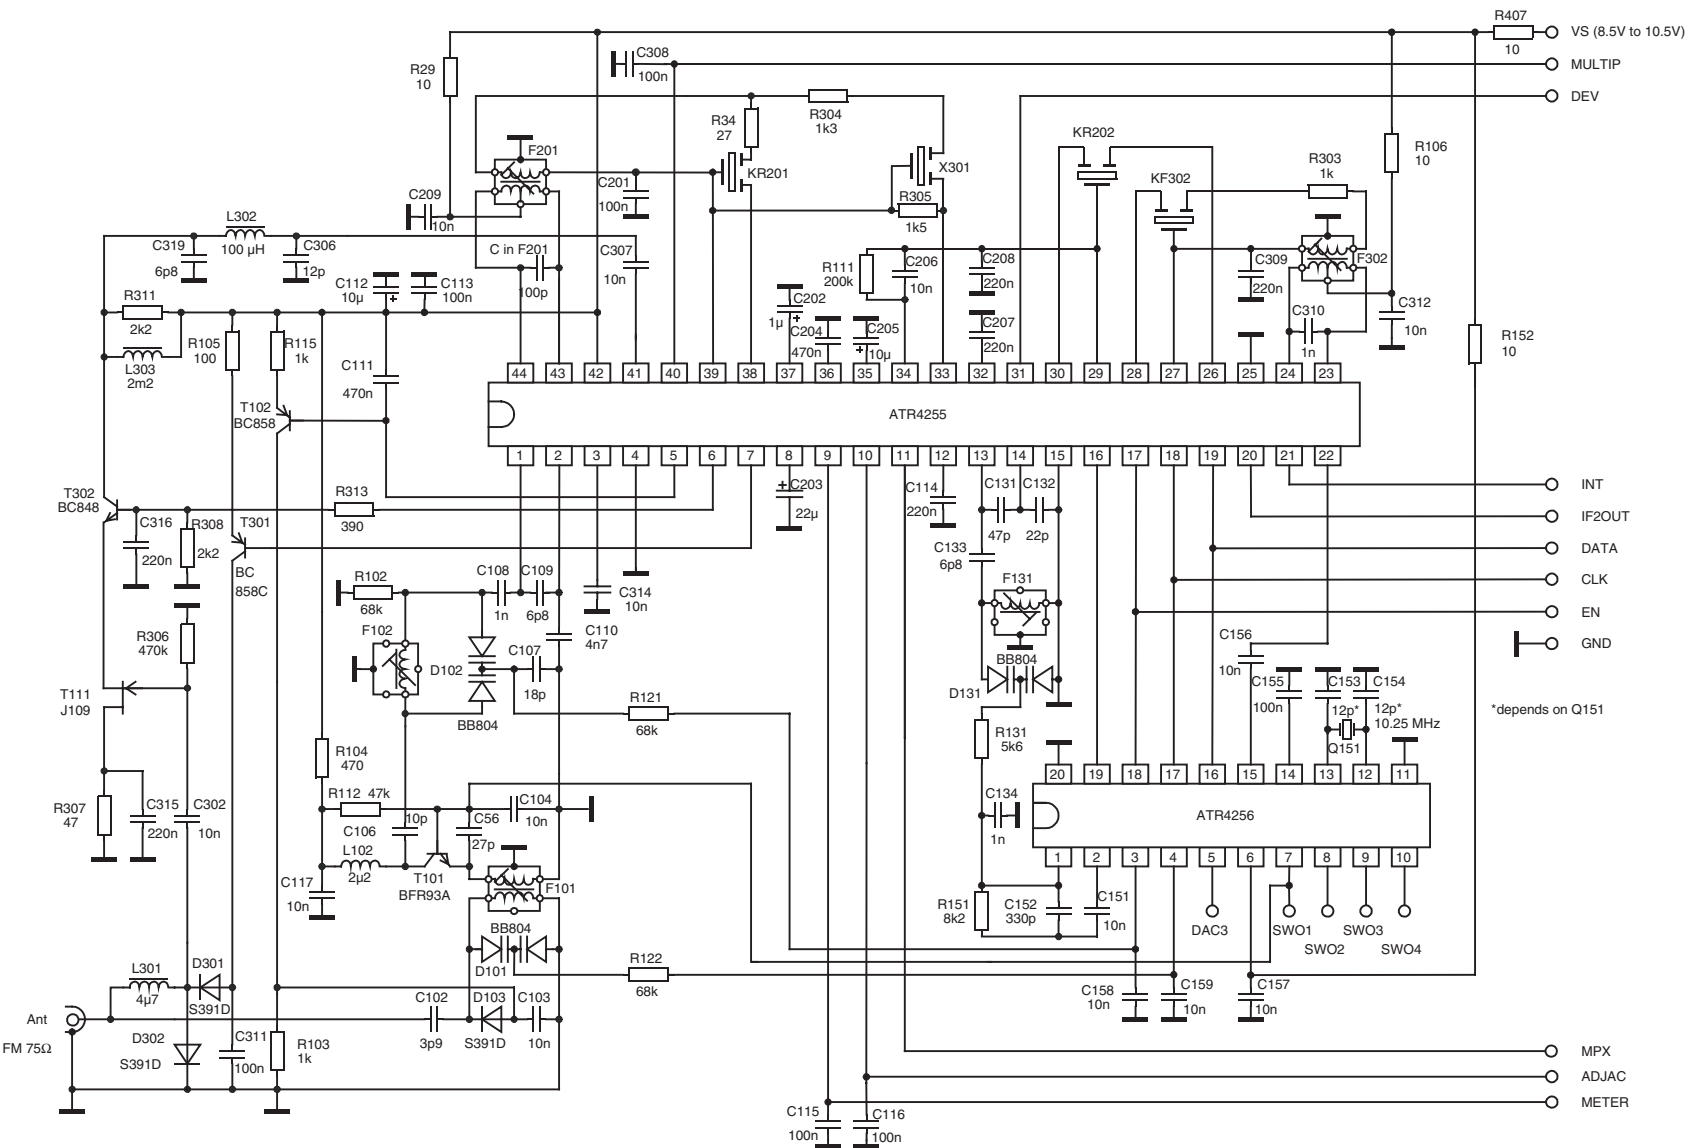 R407
10
VS (8.5V to 10.5V)
MULTIP
DEV
R29
10
C308
100n
R34
27
R304
1k3
F201
KR201
X301
KR202
KF302
R303
1k
R106
10
C209
10n
C201
100n
R305
1k5
L302
100 µH
C319
6p8
C306
12p
C in F201
100p
C307
10n
R111
200k
C206
10n
C208
220n
C309
220n
F302
C112
10µ
+
C113
100n
C202
1µ
+
C204
470n
C205
+
10µ
C207
220n
C310
1n
C312
10n
R311
2k2
R105
100
R115
1k
L303
2m2
C111
470n
R152
10
T102
BC858
44 43 42 41 40 39 38 37 36 35 34 33 32 31 30 29 28 27 26 25 24 23
ATR4255
1 2 3 4 5 6 7 8 9 10 11 12 13 14 15 16 17 18 19 20 21 22
T302
BC848
R313
390
+
C203
22µ
C114
220n
C131
47p
C132
22p
INT
IF2OUT
DATA
CLK
EN
GND
C316
220n
R308
2k2
T301
BC
858C
C133
6p8
F131
R102
68k
C108
1n
C109
6p8
C314
10n
F102
C110
4n7
R306
470k
D102
C107
18p
BB804
BB804
D131
C156
10n
C155
100n
C153
12p*
C154
12p*
10.25 MHz
Q151
*depends on Q151
T111
J109
R121
68k
R131
5k6
R104
470
20 19 18 17 16 15 14 13 12 11
ATR4256
1 2 3 4 5 6 7 8 9 10
R307
47
C315
220n
C302
10n
R112 47k
C106
10p
C56
27p
C104
10n
C134
1n
L102
2µ2
T101
BFR93A
C117
10n
F101
R151
8k2
C152
330p
C151
10n
DAC3
SWO1
SWO2
SWO3
SWO4
BB804
D101
R122
68k
L301
4µ7
D301
S391D
C102
3p9
D103
S391D
C103
10n
C158
10n
C159
10n
C157
10n
Ant
FM 75Ω
D302
S391D
C311
100n
R103
1k
MPX
ADJAC
METER
C115
100n
C116
100n